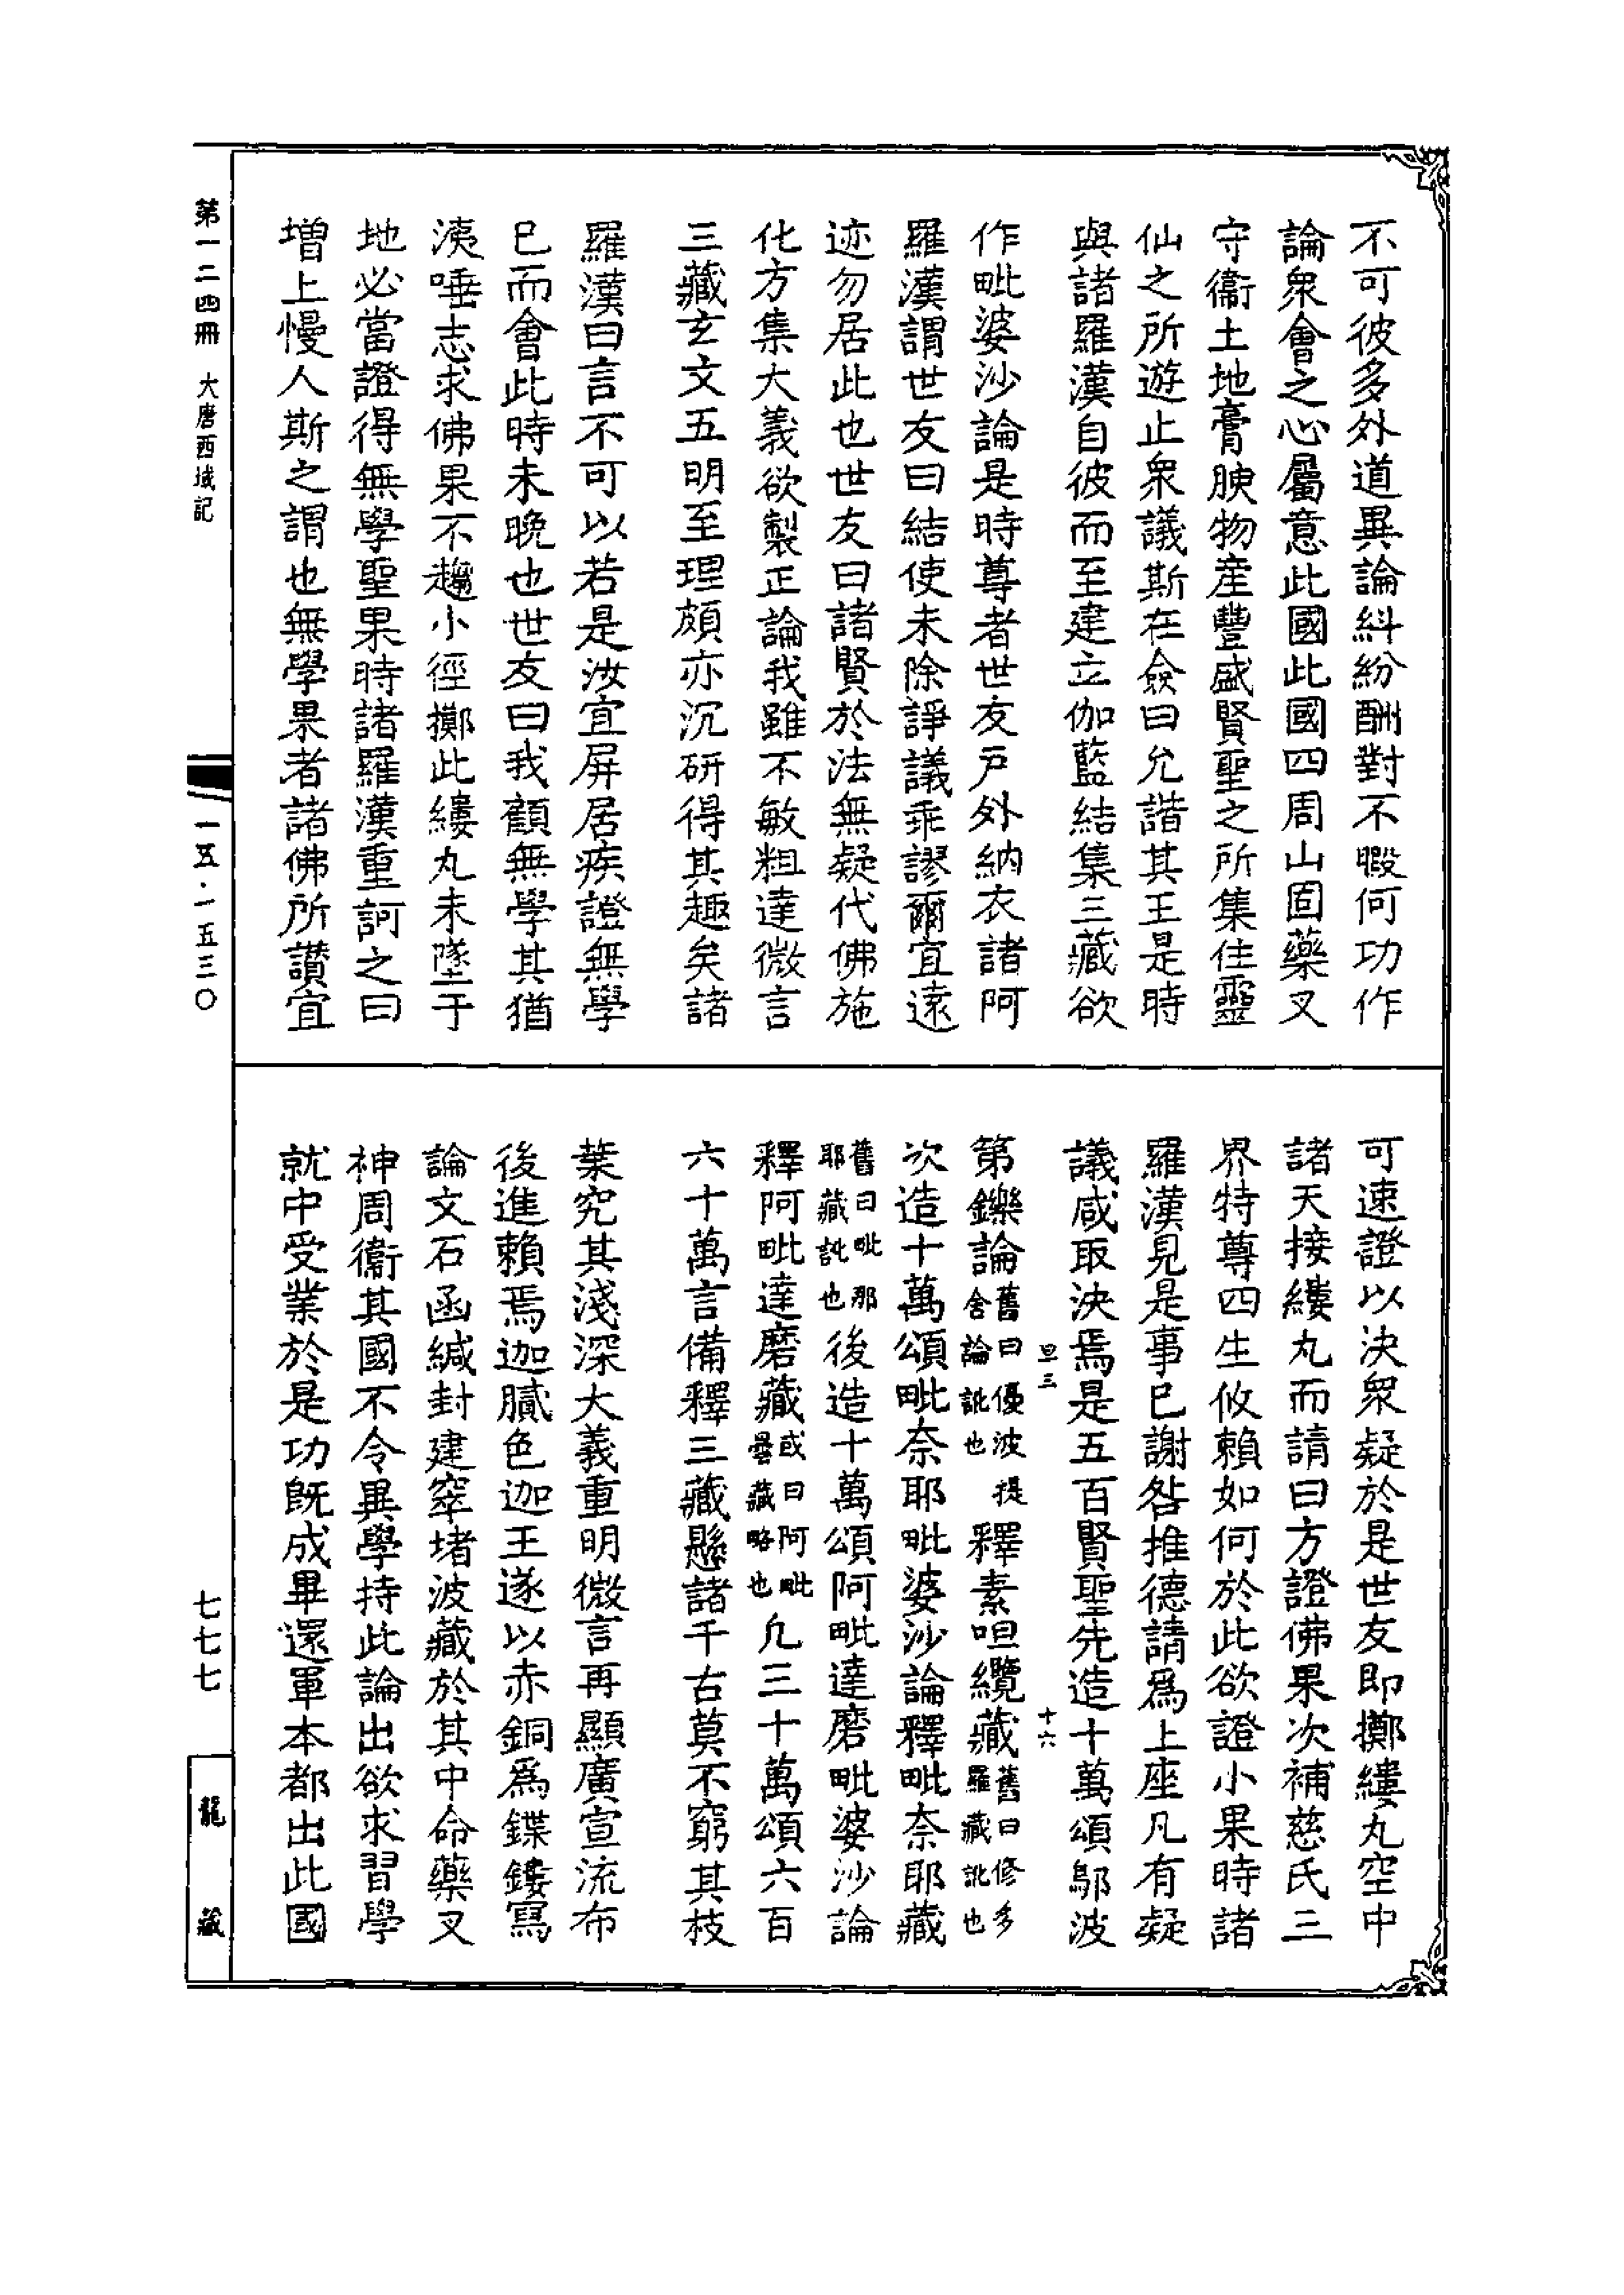 不可彼多外道異論糾紛酬對不暇何功作
論衆會之心屬意此國此國四周山固藥叉
守衞土地膏腴物產豐盛賢聖之所集住靈
仙之所遊止衆議斯在僉曰允諧其王是時
與諸羅漢自彼而至建立伽藍結集三藏欲
作毗婆沙論是時尊者世友戶外納衣諸阿
羅漢謂世友曰結使未除諍議乖謬爾宜遠
迹勿居此也世友曰諸賢於法無疑代佛施
化方集大義欲製正論我雖不敏粗達微言
三藏玄文五明至理頗亦沉研得其趣矣諸
羅漢曰言不可以若是汝宜屏居疾證無學
已而會此時未晚也世友曰我顧無學其猶
洟唾志求佛果不趨小徑擲此縷丸未墜于
地必當證得無學聖果時諸羅漢重訶之曰
增上慢人斯之謂也無學果者諸佛所讚宜
可速證以決衆疑於是世友即擲縷丸空中
諸天接縷丸而請曰方證佛果次補慈氏三
界特尊四生攸賴如何於此欲證小果時諸
羅漢見是事已謝咎推德請爲上座凡有疑
議咸取決焉是五百賢聖先造十萬頌鄔波
旦三 十六
第鑠論舊曰優波提舍論訛也釋素呾纜藏舊曰修多羅藏訛也
次造十萬頌毗奈耶毗婆沙論釋毗奈耶藏
舊曰毗那耶藏訛也後造十萬頌阿毗達磨毗婆沙論
釋阿毗達磨藏或曰阿毗曇藏略也凡三十萬頌六百
六十萬言備釋三藏懸諸千古莫不窮其枝
葉究其淺深大義重明微言再顯廣宣流布
後進賴焉迦膩色迦王遂以赤銅爲鍱鏤寫
論文石函緘封建窣堵波藏於其中命藥叉
神周衞其國不令異學持此論出欲求習學
就中受業於是功既成畢還軍本都出此國
第一二四冊 大唐西域記
一五·一五三〇
七七七
龍藏